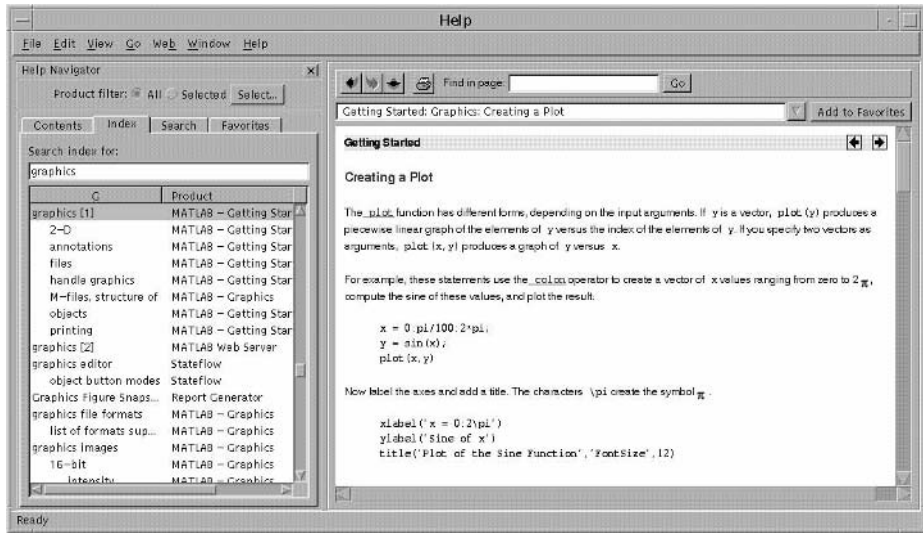 Help
File Edit View Go Web Window Help
Help Navigator
Product filter: All Selected Select...
Contents Index Search Favorites
Search index for:
graphics
G Product
graphics [1] MATLAB - Getting Star
2-D MATLAB - Getting Star
annotations MATLAB - Getting Star
files MATLAB - Getting Star
handle graphics MATLAB - Getting Star
M-files, structure of MATLAB - Graphics
objects MATLAB - Getting Star
printing MATLAB - Getting Star
graphics [2] MATLAB Web Server
graphics editor Stateflow
object button modes Stateflow
Graphics Figure Snaps... Report Generator
graphics file formats MATLAB - Graphics
list of formats sup... MATLAB - Graphics
graphics images MATLAB - Graphics
16-bit MATLAB - Graphics
intensity MATLAB - Graphics
Find in page: Go
Getting Started: Graphics: Creating a Plot Add to Favorites
Getting Started
Creating a Plot
The plot function has different forms, depending on the input arguments. If y is a vector, plot(y) produces a
piecewise linear graph of the elements of y versus the index of the elements of y. If you specify two vectors as
arguments, plot(x,y) produces a graph of y versus x.
For example, these statements use the colon operator to create a vector of x values ranging from zero to 2π,
compute the sine of these values, and plot the result.
x = 0:pi/100:2*pi;
y = sin(x);
plot(x,y)
Now label the axes and add a title. The characters \pi create the symbol π.
xlabel('x = 0:2\pi')
ylabel('Sine of x')
title('Plot of the Sine Function','FontSize',12)
Ready